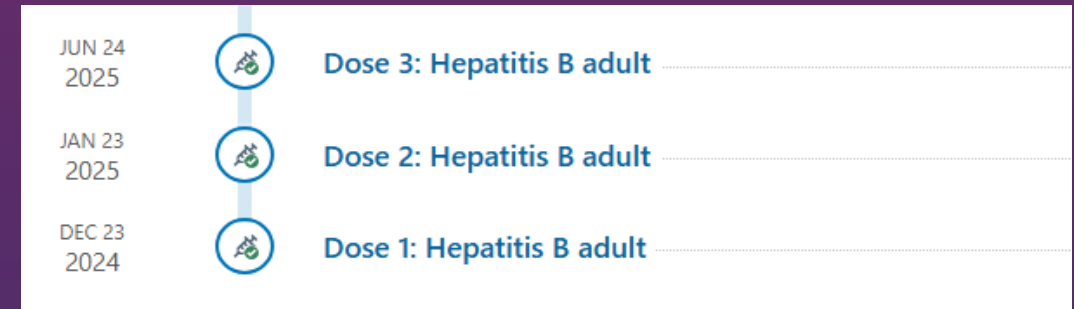 JUN 24
2025
Dose 3: Hepatitis B adult
JAN 23
2025
Dose 2: Hepatitis B adult
DEC 23
2024
Dose 1: Hepatitis B adult